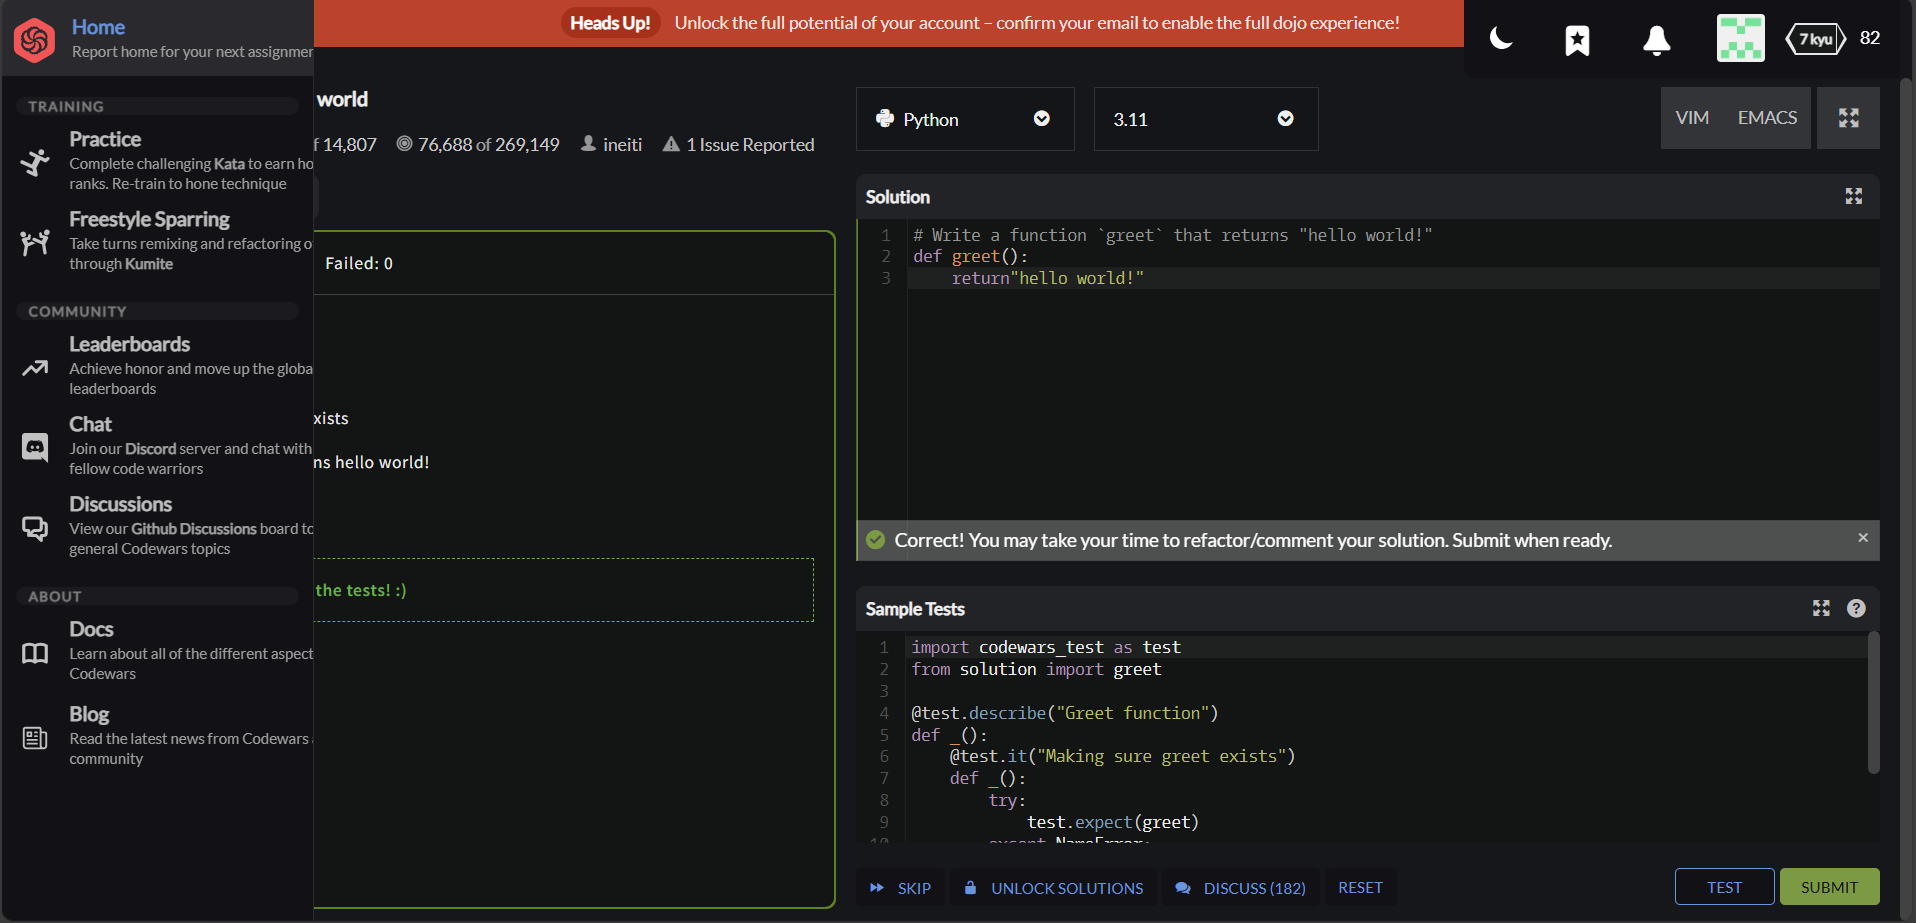 Home
Report home for your next assignmen
Heads Up! Unlock the full potential of your account – confirm your email to enable the full dojo experience!
7 kyu 82
TRAINING
Practice
Complete challenging Kata to earn ho
ranks. Re-train to hone technique
Freestyle Sparring
Take turns remixing and refactoring o
through Kumite
COMMUNITY
Leaderboards
Achieve honor and move up the globa
leaderboards
Chat
Join our Discord server and chat with
fellow code warriors
Discussions
View our Github Discussions board to
general Codewars topics
ABOUT
Docs
Learn about all of the different aspect
Codewars
Blog
Read the latest news from Codewars
community
world
f 14,807 76,688 of 269,149 ineiti 1 Issue Reported
Failed: 0
xists
ns hello world!
the tests! :)
Python 3.11 VIM EMACS
Solution
1 # Write a function `greet` that returns "hello world!"
2 def greet():
3 return"hello world!"
Correct! You may take your time to refactor/comment your solution. Submit when ready. ×
Sample Tests ?
1 import codewars_test as test
2 from solution import greet
3
4 @test.describe("Greet function")
5 def _():
6 @test.it("Making sure greet exists")
7 def _():
8 try:
9 test.expect(greet)
10 except NameError:
SKIP UNLOCK SOLUTIONS DISCUSS (182) RESET TEST SUBMIT